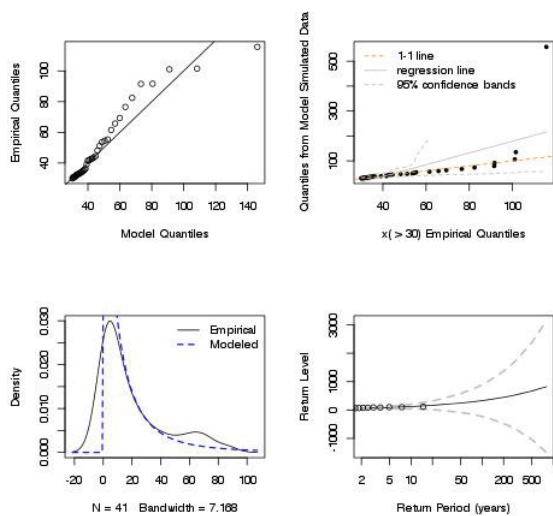 Empirical Quantiles
40 60 80 100
40 60 80 100 120 140
Model Quantiles
Quantiles from Model Simulated Data
100 300 500
1-1 line
regression line
95% confidence bands
40 60 80 100
x( > 30) Empirical Quantiles
Density
0.000 0.010 0.020 0.030
Empirical
Modeled
-20 0 20 40 60 80 100
N = 41 Bandwidth = 7.168
Return Level
-1000 0 1000 3000
2 5 10 50 200 500
Return Period (years)